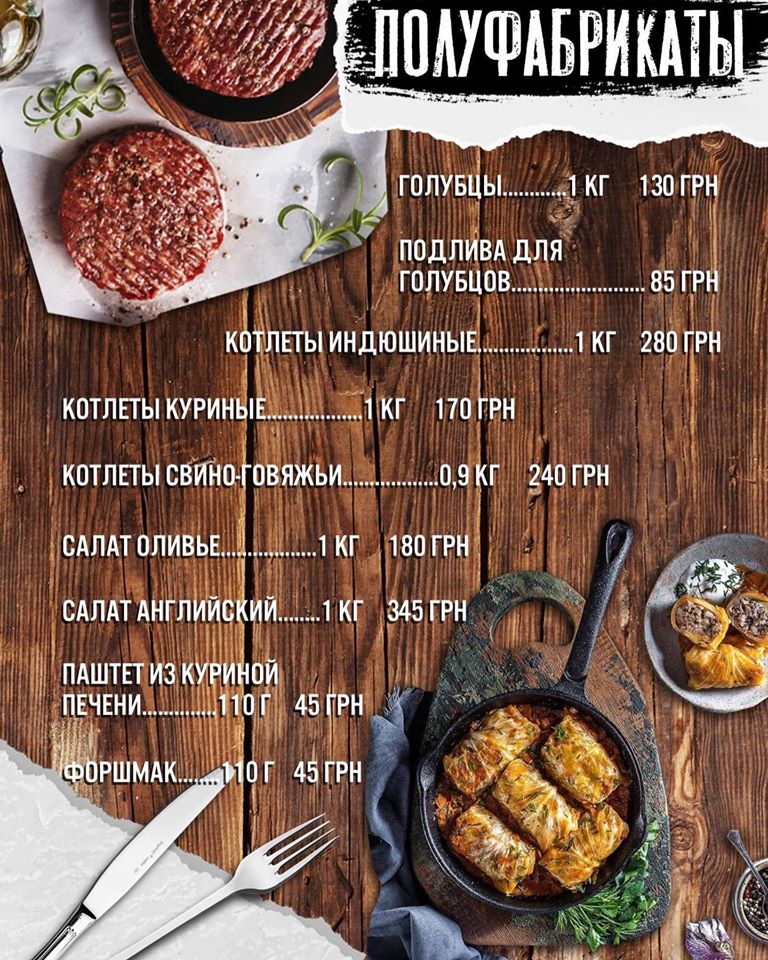 ПОЛУФАБРИКАТЫ
ГОЛУБЦЫ............1 КГ 130 ГРН
ПОДЛИВА ДЛЯ
ГОЛУБЦОВ......................... 85 ГРН
КОТЛЕТЫ ИНДЮШИНЫЕ..................1 КГ 280 ГРН
КОТЛЕТЫ КУРИНЫЕ..................1 КГ 170 ГРН
КОТЛЕТЫ СВИНО-ГОВЯЖЬИ..................0,9 КГ 240 ГРН
САЛАТ ОЛИВЬЕ..................1 КГ 180 ГРН
САЛАТ АНГЛИЙСКИЙ........1 КГ 345 ГРН
ПАШТЕТ ИЗ КУРИНОЙ
ПЕЧЕНИ..............110 Г 45 ГРН
ФОРШМАК........110 Г 45 ГРН